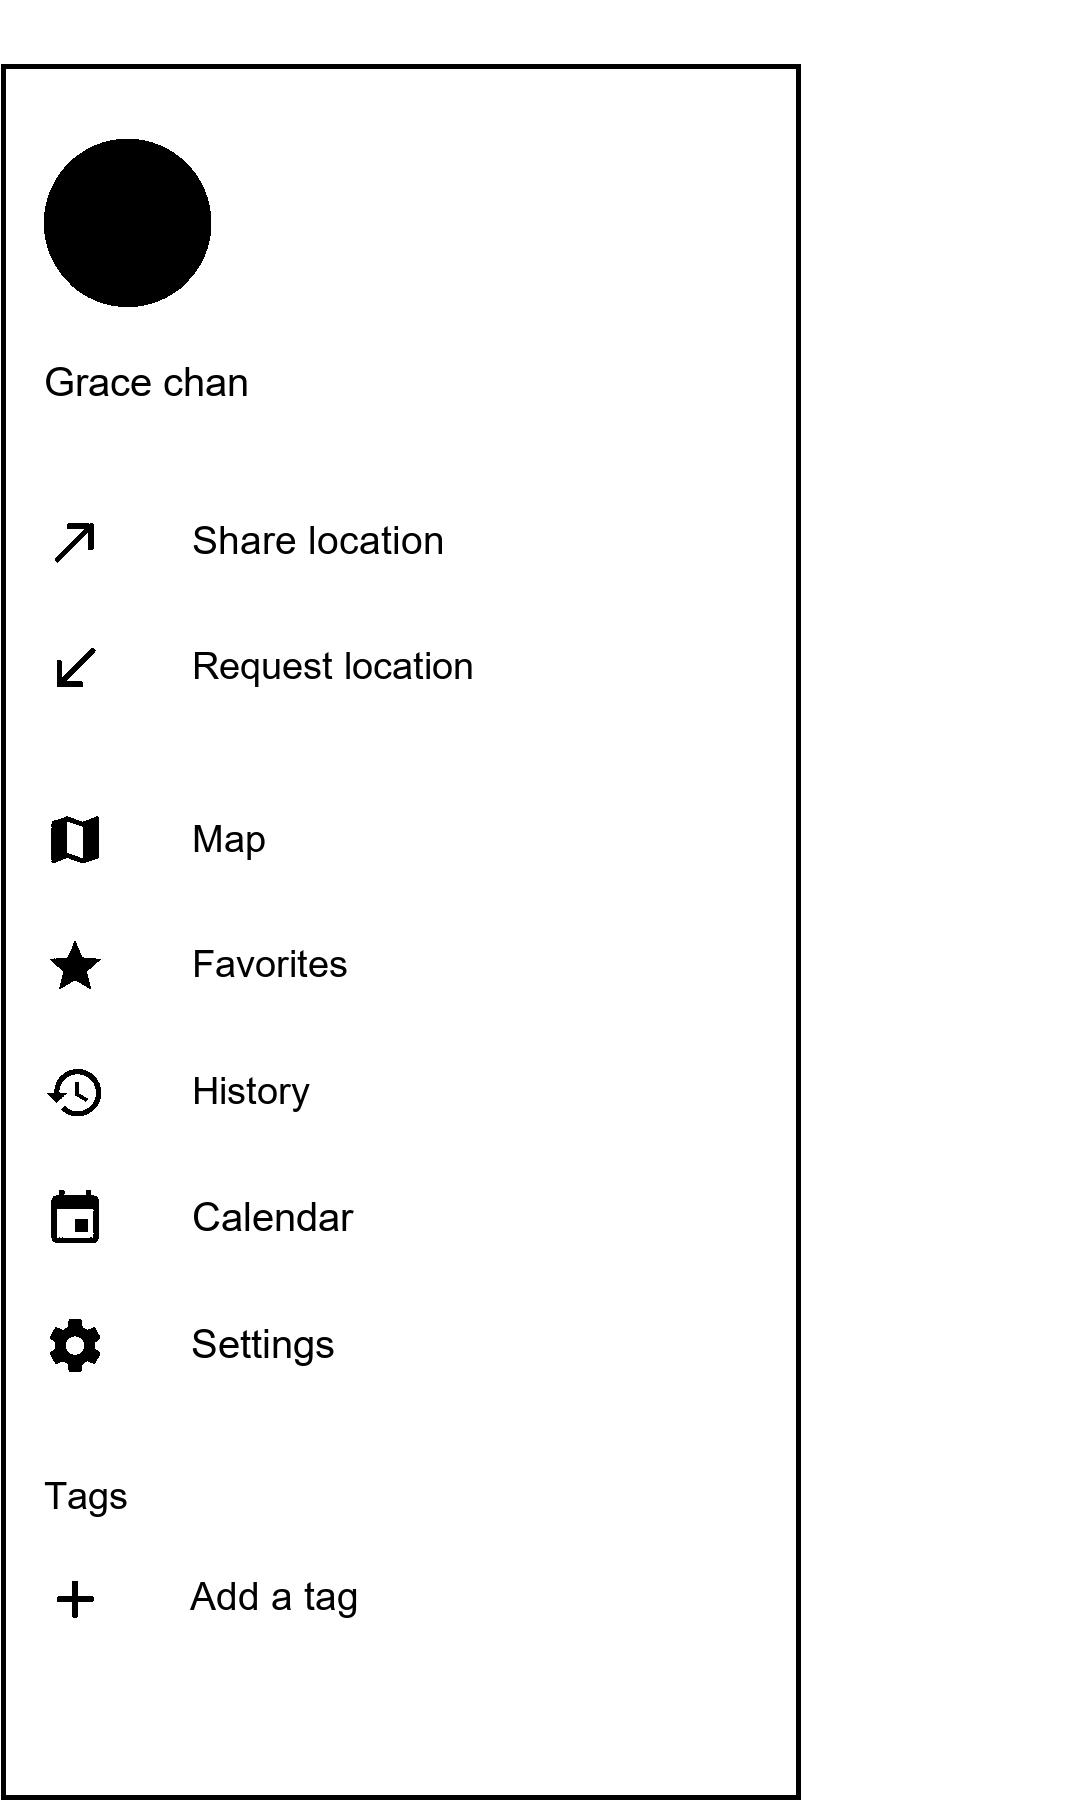 Grace chan
Share location
Request location
Map
Favorites
History
Calendar
Settings
Tags
Add a tag